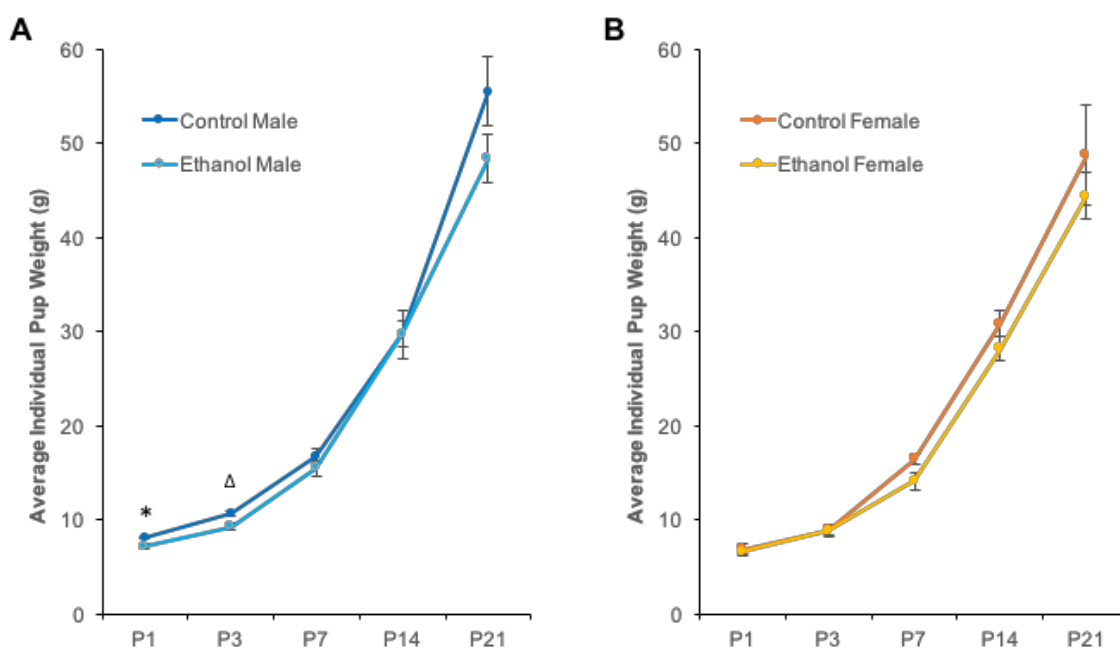 A
Average Individual Pup Weight (g)
60
50
40
30
20
10
0
Control Male
Ethanol Male
*
Δ
P1 P3 P7 P14 P21
B
Average Individual Pup Weight (g)
60
50
40
30
20
10
0
Control Female
Ethanol Female
P1 P3 P7 P14 P21